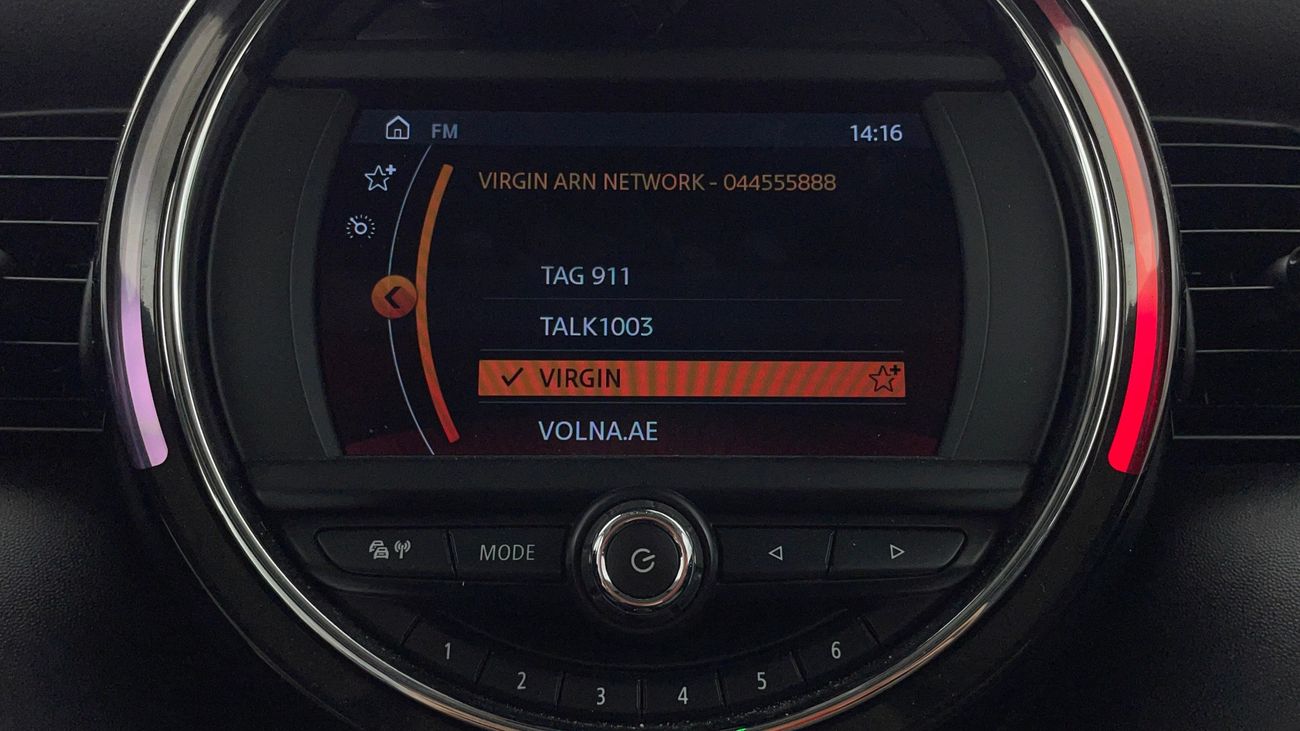 FM 14:16
VIRGIN ARN NETWORK - 044555888
TAG 911
TALK1003
VIRGIN
VOLNA.AE
MODE
1 2 3 4 5 6